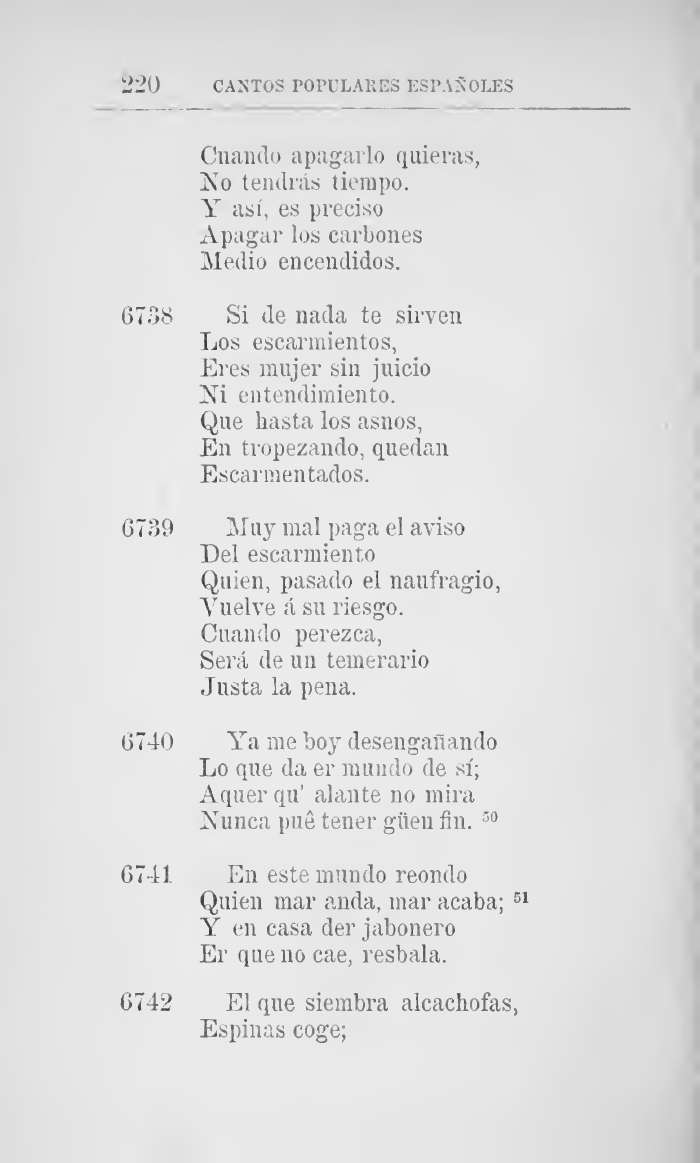 220 CANTOS POPULARES ESPAÑOLES
Cuando apagarlo quieras,
No tendrás tiempo.
Y así, es preciso
Apagar los carbones
Medio encendidos.
6738 Si de nada te sirven
Los escarmientos,
Eres mujer sin juicio
Ni entendimiento.
Que hasta los asnos,
En tropezando, quedan
Escarmentados.
6739 Muy mal paga el aviso
Del escarmiento
Quien, pasado el naufragio,
Vuelve á su riesgo.
Cuando perezca,
Será de un temerario
Justa la pena.
6740 Ya me boy desengañando
Lo que da er mundo de sí;
Aquer qu' alante no mira
Nunca puê tener güen fin. 50
6741 En este mundo reondo
Quien mar anda, mar acaba; 51
Y en casa der jabonero
Er que no cae, resbala.
6742 El que siembra alcachofas,
Espinas coge;